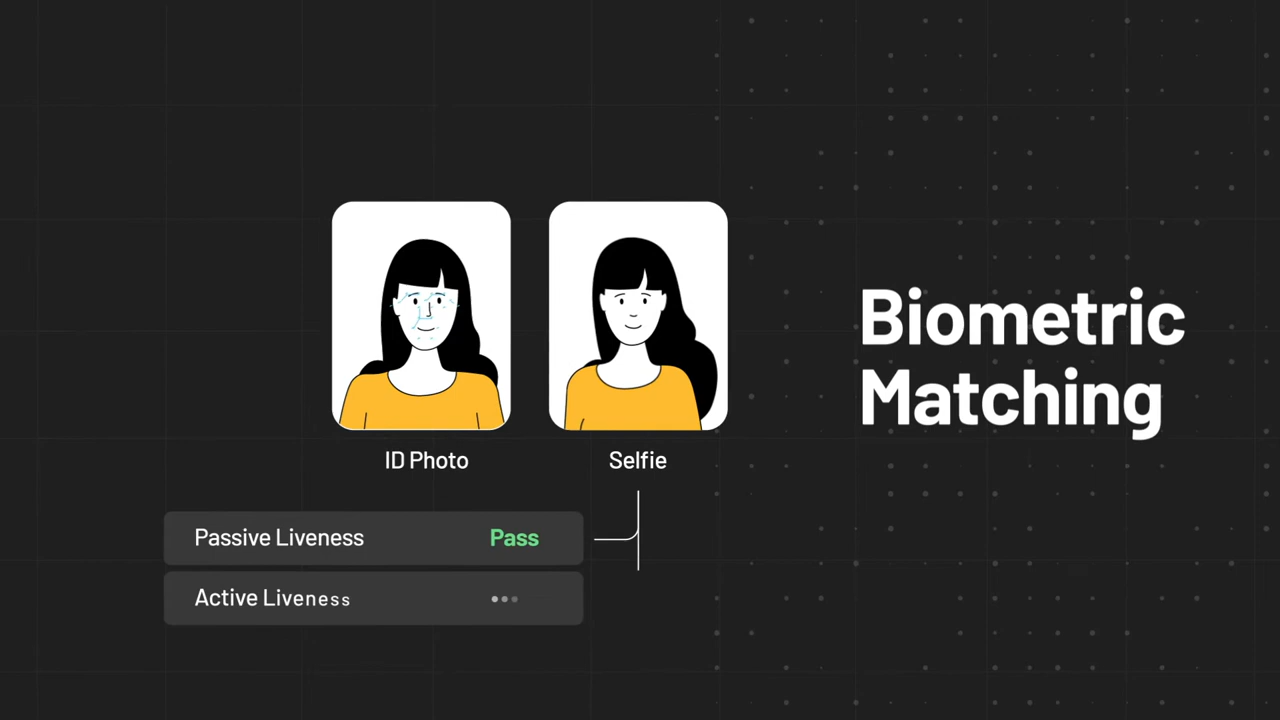 Biometric
Matching
ID Photo
Selfie
Passive Liveness
Pass
Active Liveness